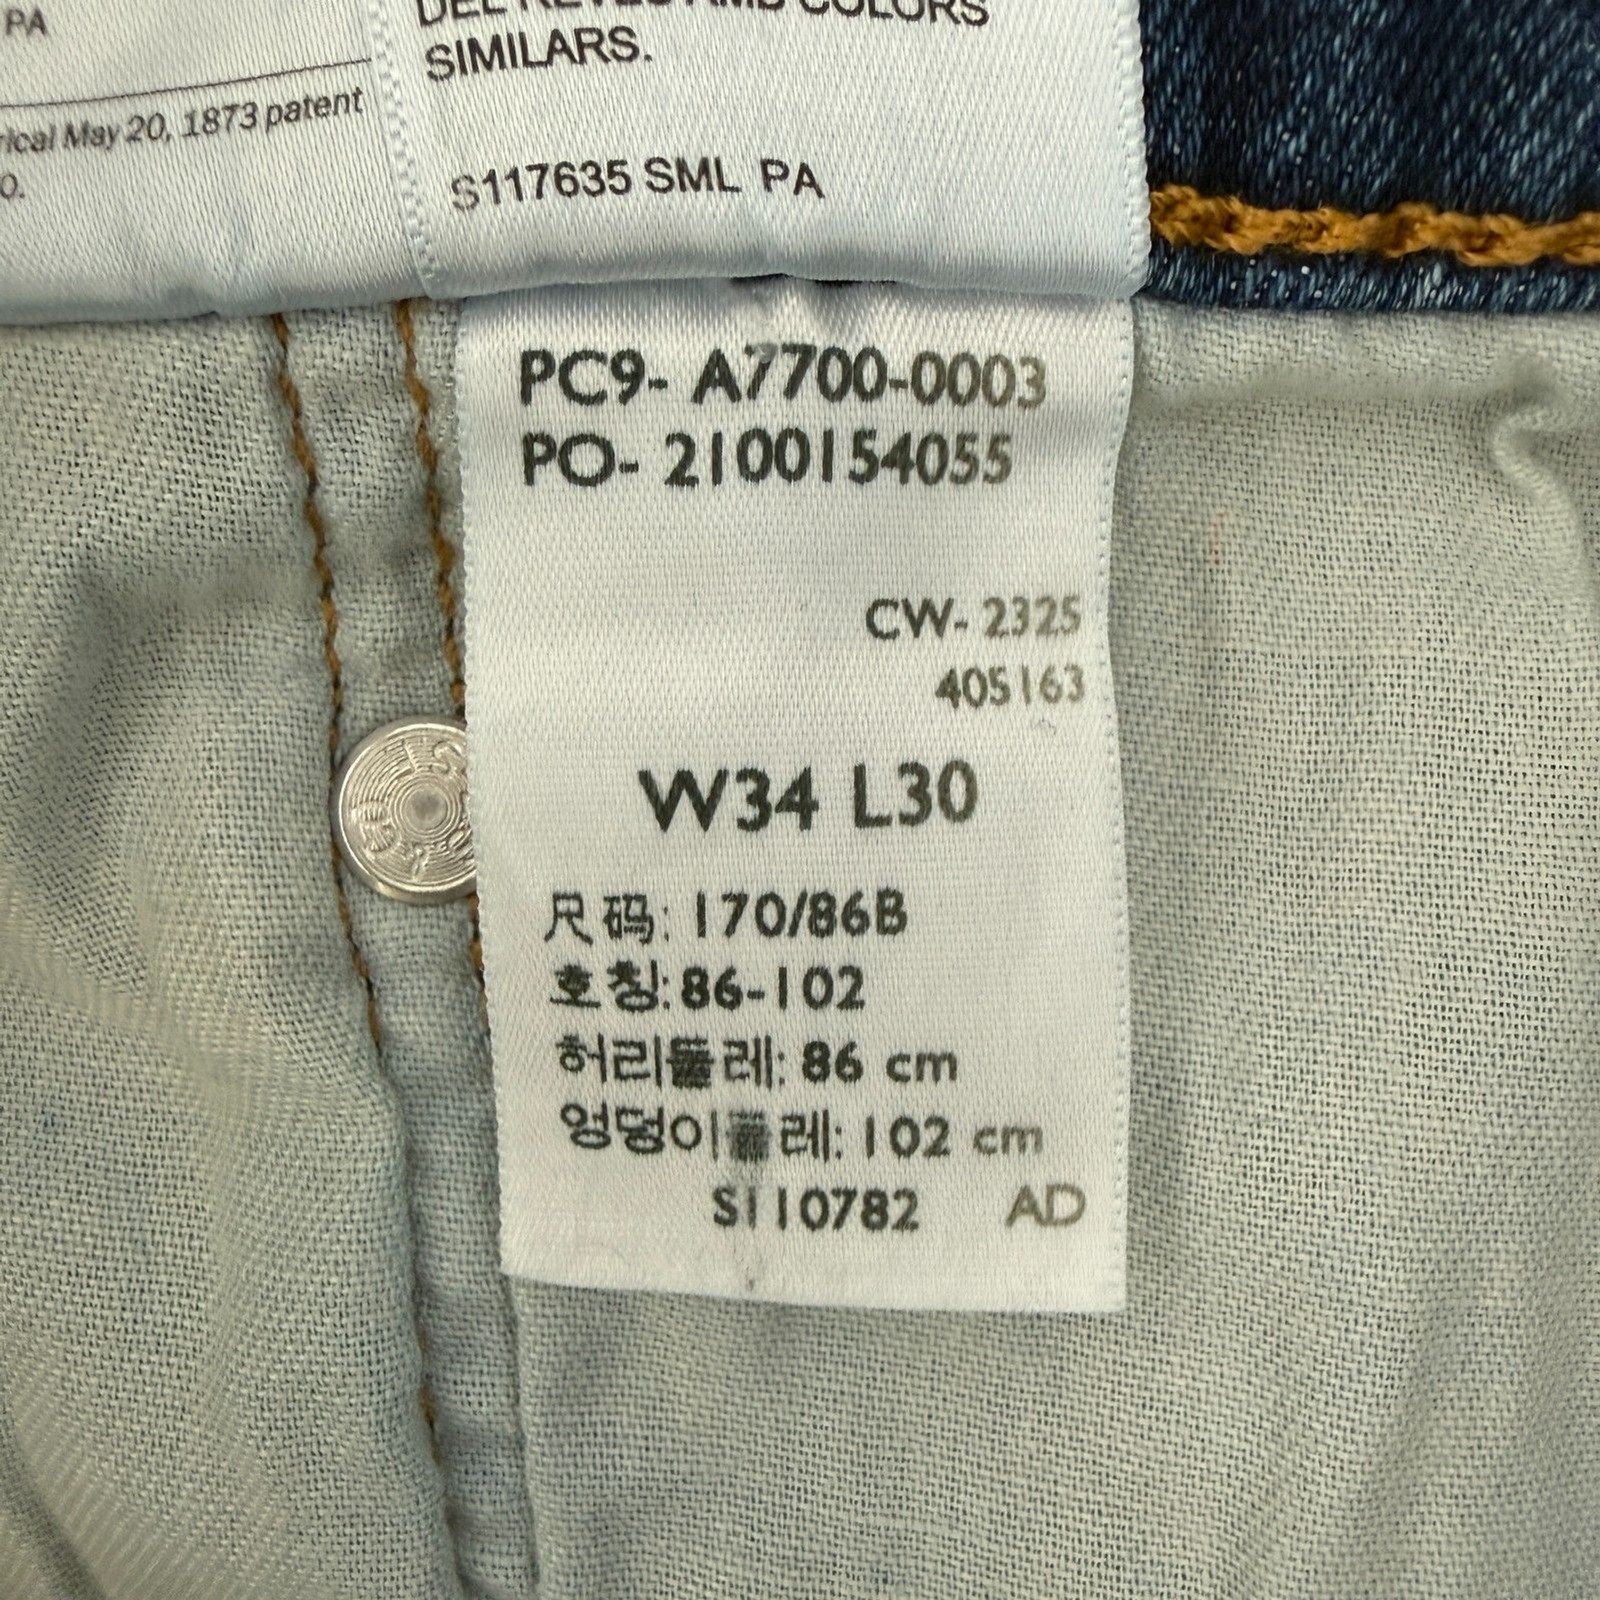 PA
rical May 20, 1873 patent
o.
DEL REVES AMB COLORS
SIMILARS.
S117635 SML PA
PC9- A7700-0003
PO- 2100154055
CW- 2325
405163
W34 L30
尺码: 170/86B
호칭: 86-102
허리둘레: 86 cm
엉덩이둘레: 102 cm
S110782 AD